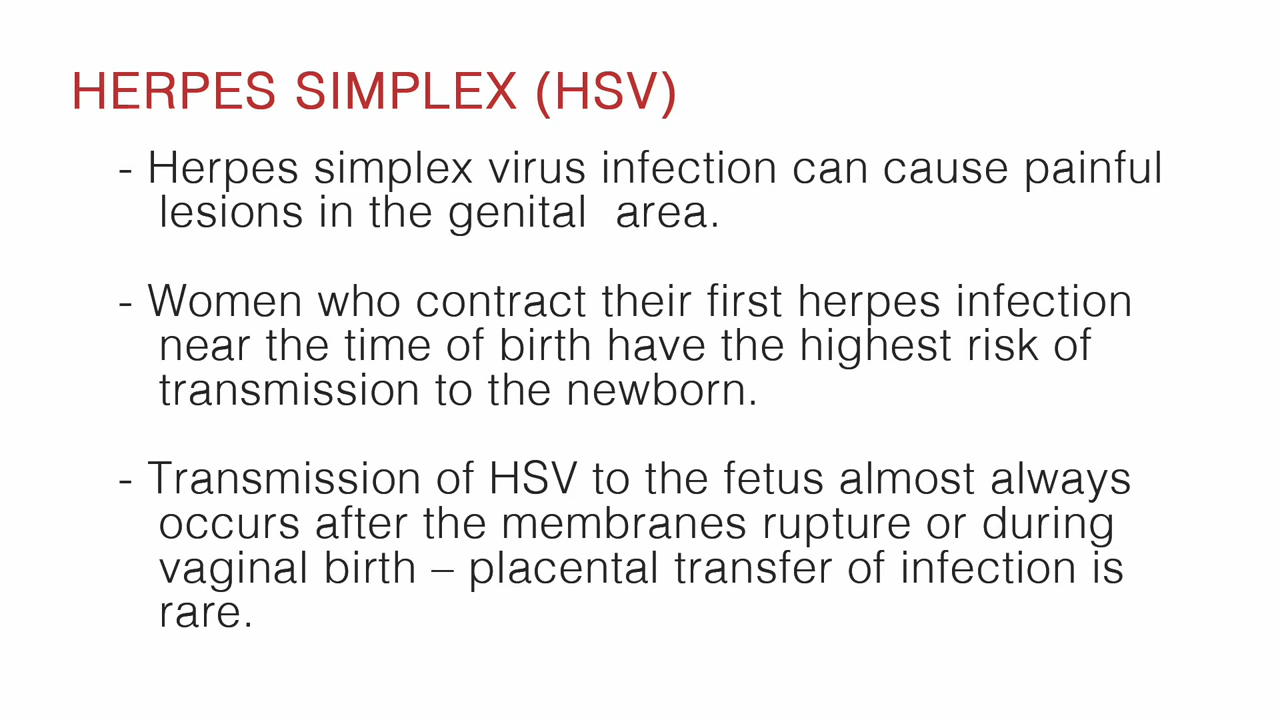 HERPES SIMPLEX (HSV)
- Herpes simplex virus infection can cause painful
lesions in the genital  area.
- Women who contract their first herpes infection
near the time of birth have the highest risk of
transmission to the newborn.
- Transmission of HSV to the fetus almost always
occurs after the membranes rupture or during
vaginal birth – placental transfer of infection is
rare.